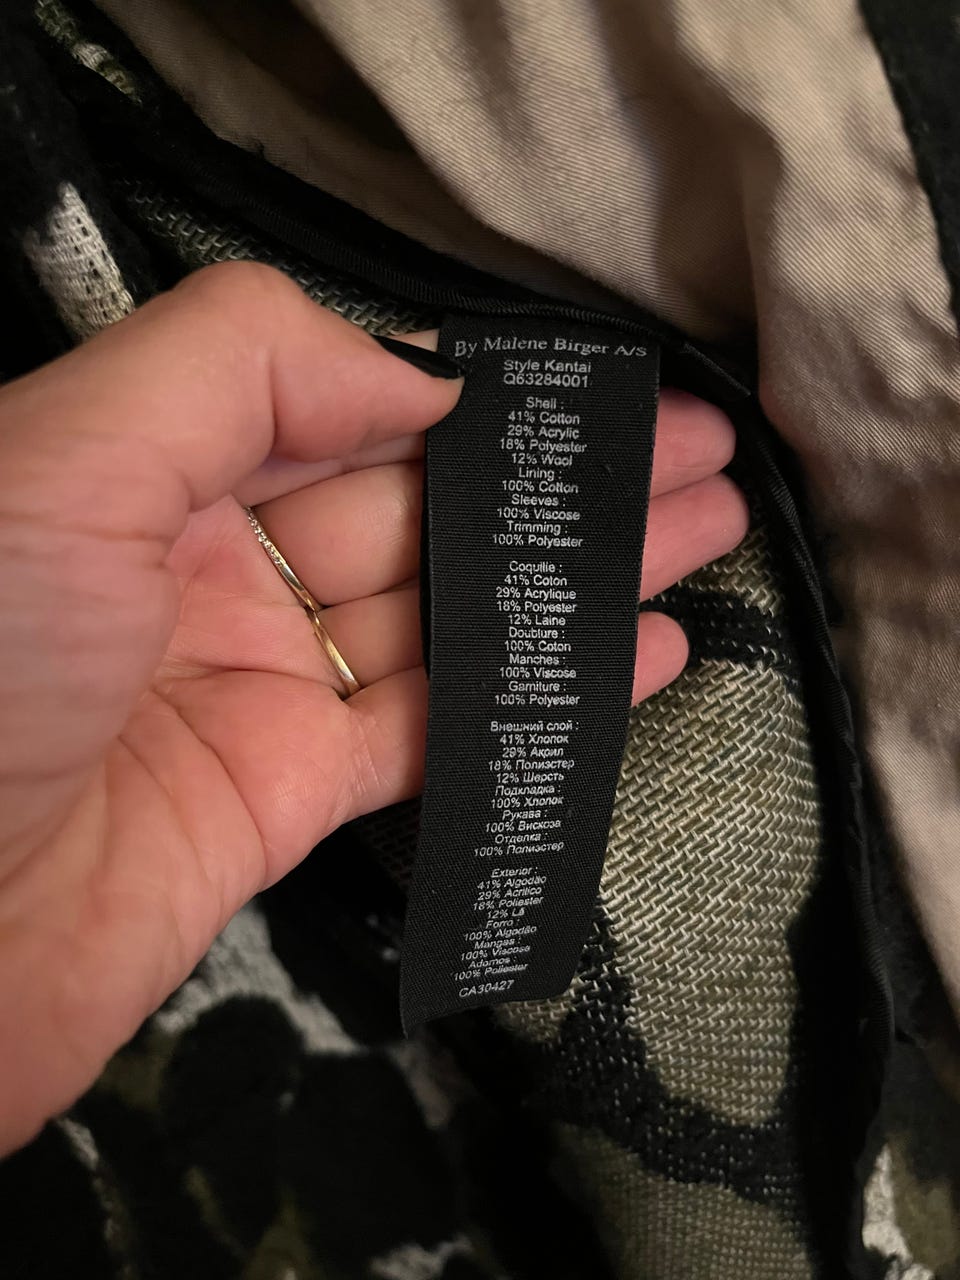 By Malene Birger A/S
Style Kantai
Q63284001
Shell :
41% Cotton
29% Acrylic
18% Polyester
12% Wool
Lining :
100% Cotton
Sleeves :
100% Viscose
Trimming :
100% Polyester
Coquille :
41% Coton
29% Acrylique
18% Polyester
12% Laine
Doublure :
100% Coton
Manches :
100% Viscose
Garniture :
100% Polyester
Внешний слой :
41% Хлопок
29% Акрил
18% Полиэстер
12% Шерсть
Подкладка :
100% Хлопок
Рукава :
100% Вискоза
Отделка :
100% Полиэстер
Exterior :
41% Algodão
29% Acrílico
18% Poliester
12% Lã
Forro :
100% Algodão
Mangas :
100% Viscose
Adornos :
100% Poliester
CA30427